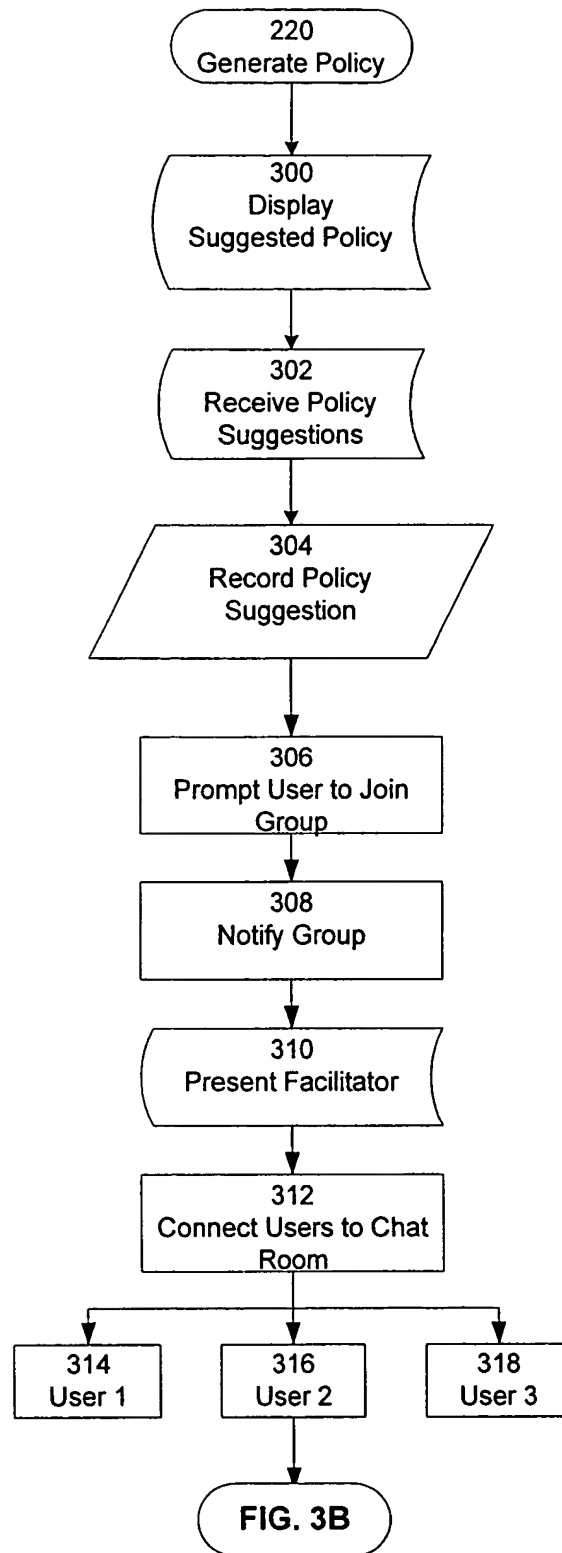 220
Generate Policy
300
Display
Suggested Policy
302
Receive Policy
Suggestions
304
Record Policy
Suggestion
306
Prompt User to Join
Group
308
Notify Group
310
Present Facilitator
312
Connect Users to Chat
Room
314
User 1
316
User 2
318
User 3
FIG. 3B